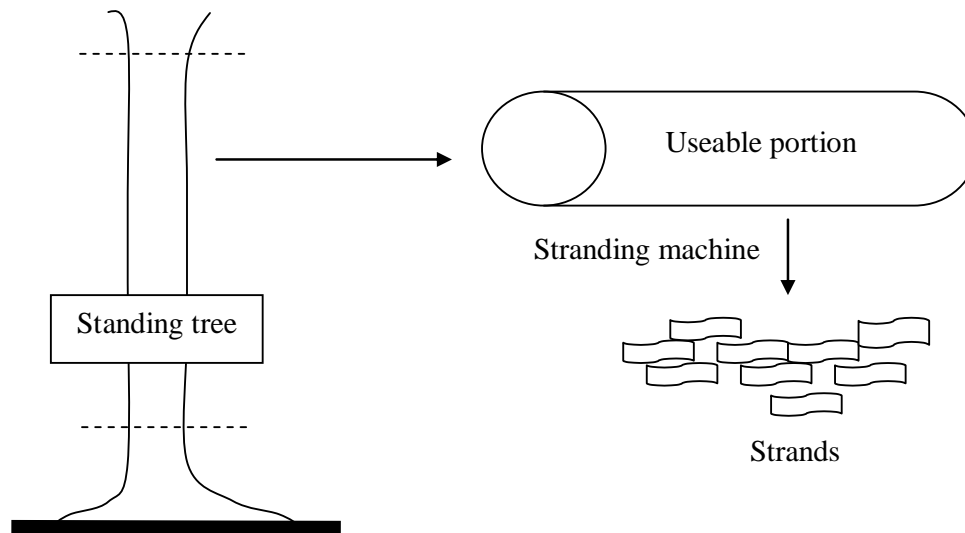 Useable portion
Stranding machine
Standing tree
Strands